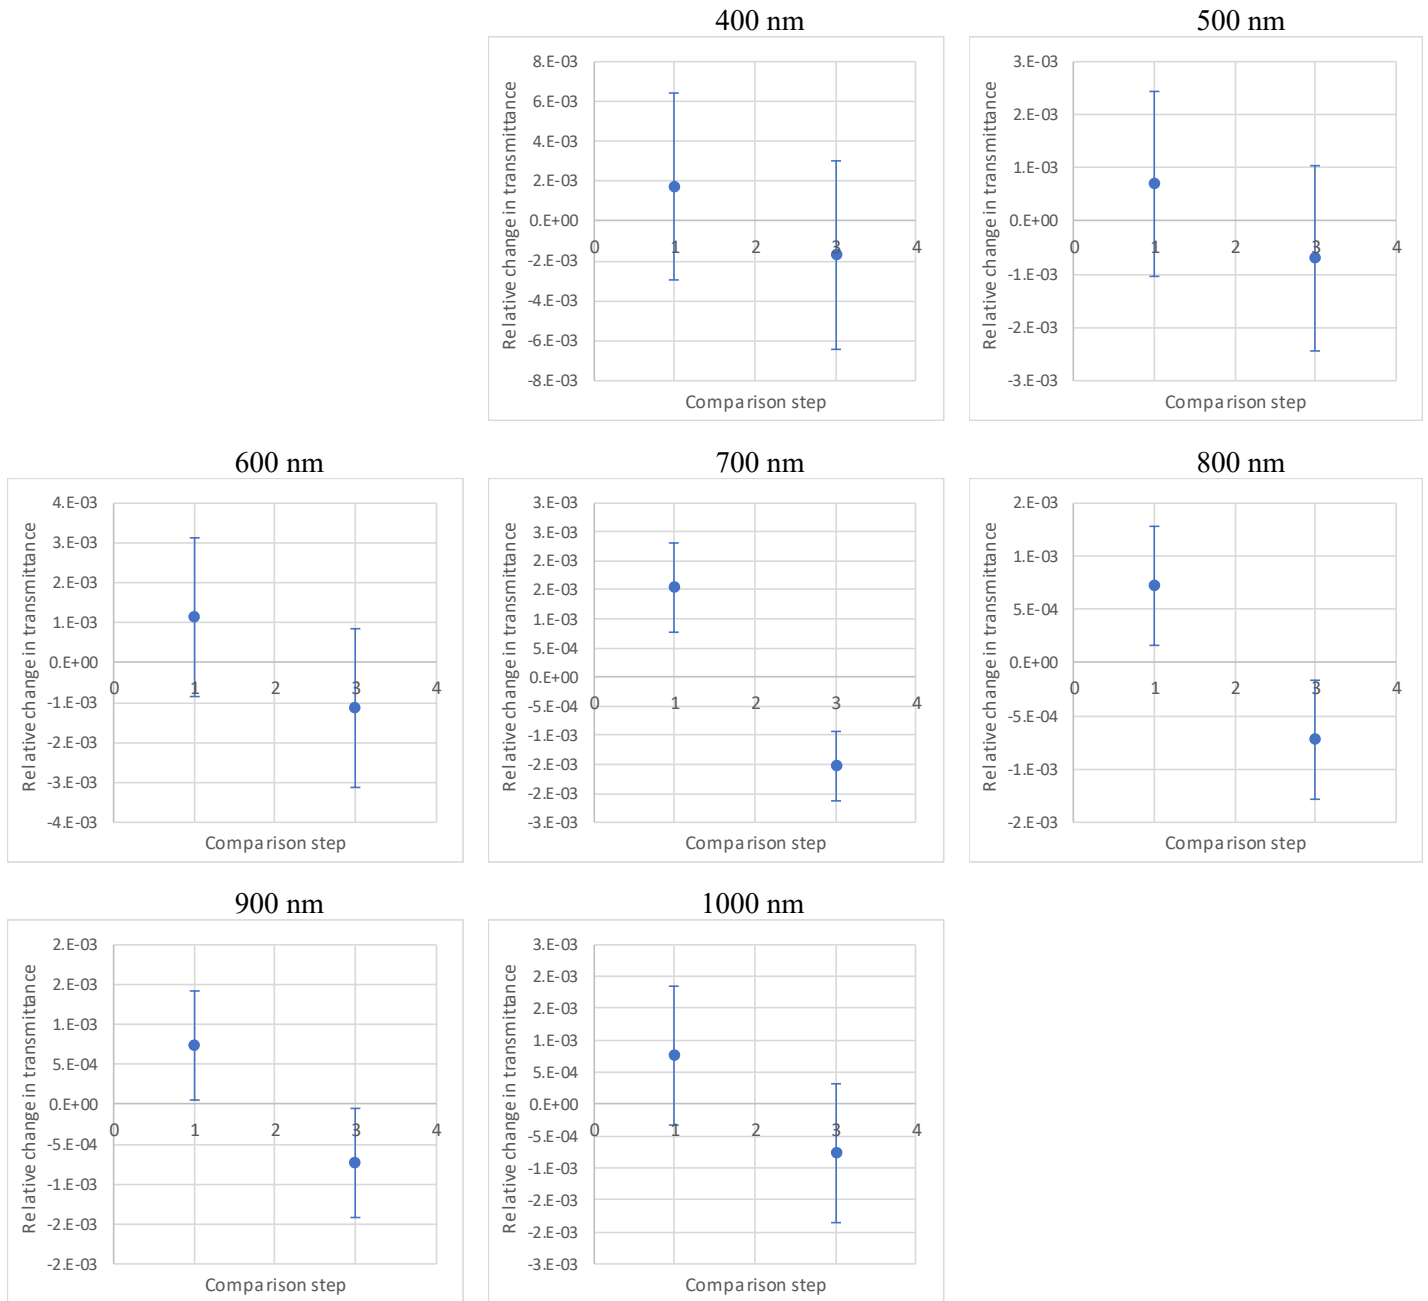 400 nm
Relative change in transmittance
8.E-03
6.E-03
4.E-03
2.E-03
0.E+00
-2.E-03
-4.E-03
-6.E-03
-8.E-03
0 1 2 3 4
Comparison step
500 nm
Relative change in transmittance
3.E-03
2.E-03
1.E-03
0.E+00
-1.E-03
-2.E-03
-3.E-03
0 1 2 3 4
Comparison step
600 nm
Relative change in transmittance
4.E-03
3.E-03
2.E-03
1.E-03
0.E+00
-1.E-03
-2.E-03
-3.E-03
-4.E-03
0 1 2 3 4
Comparison step
700 nm
Relative change in transmittance
3.E-03
3.E-03
2.E-03
2.E-03
1.E-03
5.E-04
0.E+00
-5.E-04
-1.E-03
-2.E-03
-2.E-03
-3.E-03
0 1 2 3 4
Comparison step
800 nm
Relative change in transmittance
2.E-03
1.E-03
5.E-04
0.E+00
-5.E-04
-1.E-03
-2.E-03
0 1 2 3 4
Comparison step
900 nm
Relative change in transmittance
2.E-03
2.E-03
1.E-03
5.E-04
0.E+00
-5.E-04
-1.E-03
-2.E-03
-2.E-03
0 1 2 3 4
Comparison step
1000 nm
Relative change in transmittance
3.E-03
2.E-03
2.E-03
1.E-03
5.E-04
0.E+00
-5.E-04
-1.E-03
-2.E-03
-2.E-03
-3.E-03
0 1 2 3 4
Comparison step